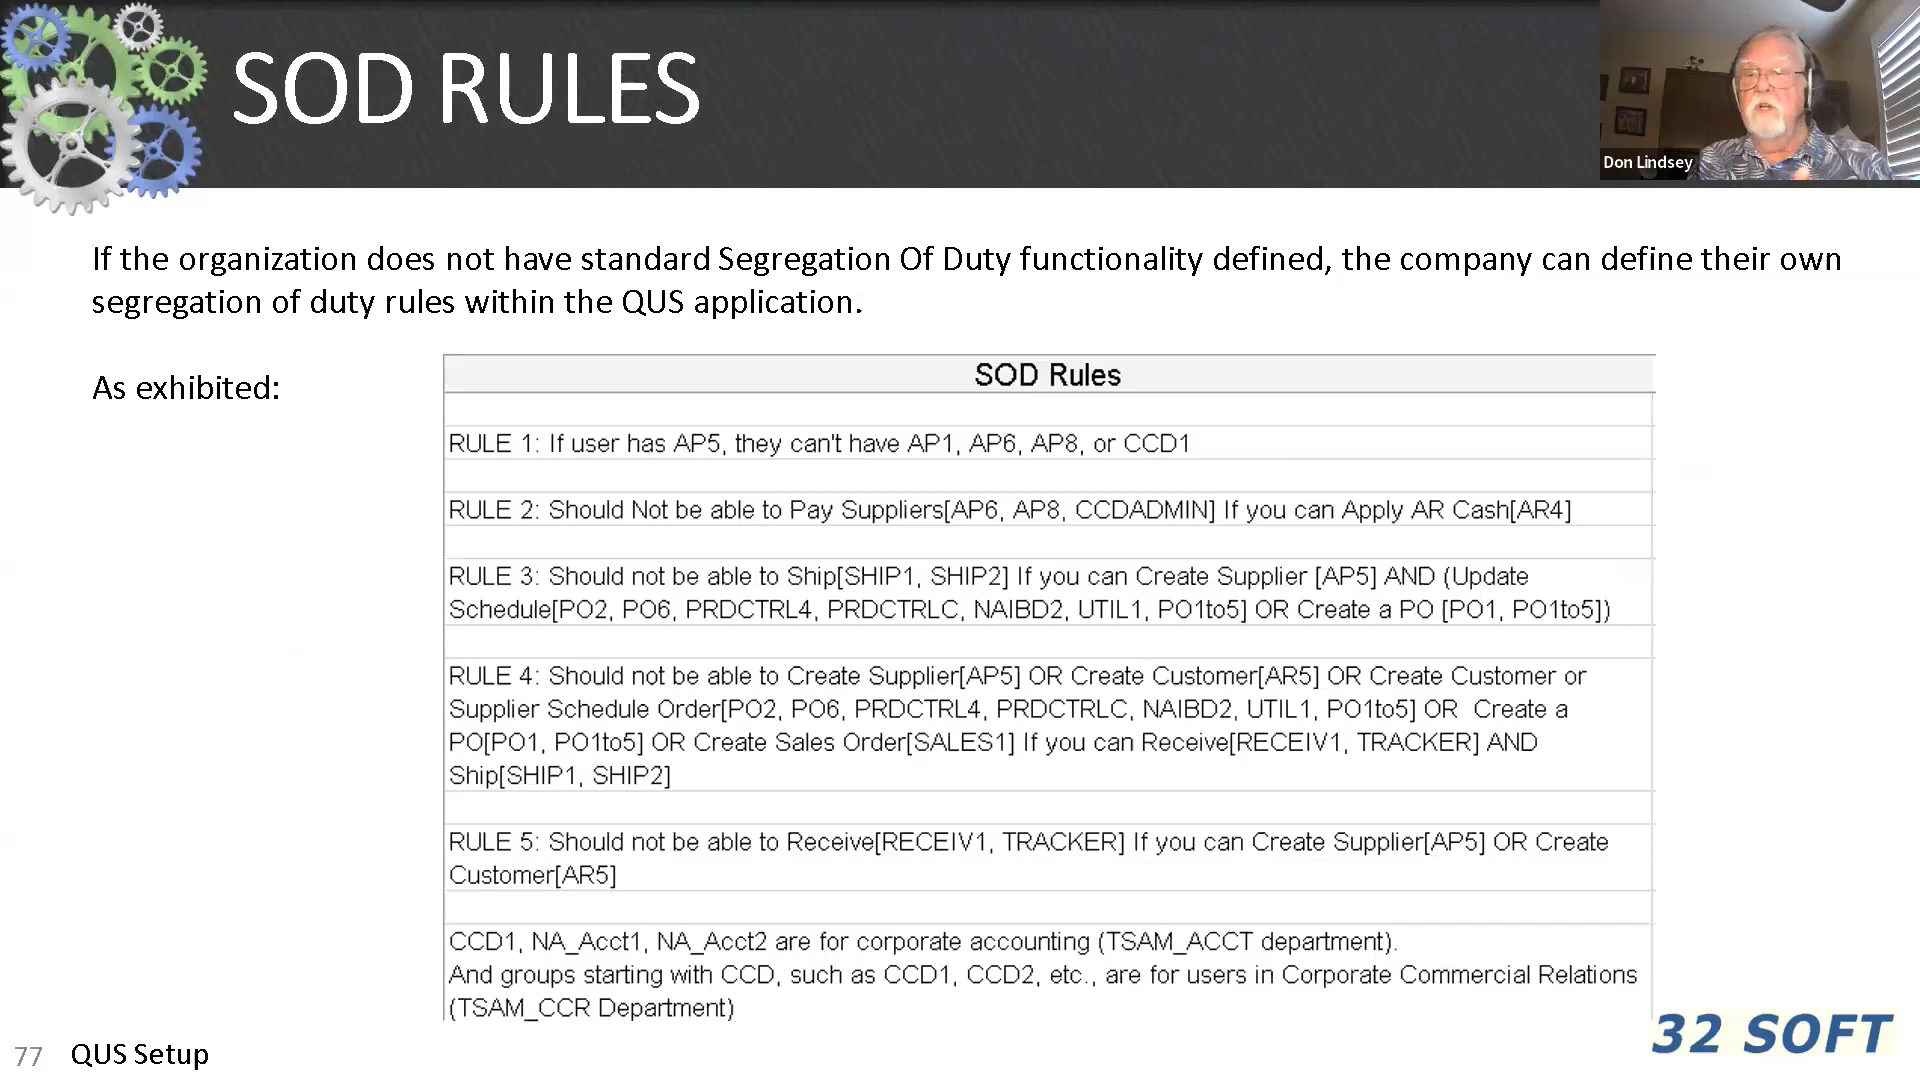 SOD RULES
Don Lindsey
If the organization does not have standard Segregation Of Duty functionality defined, the company can define their own
segregation of duty rules within the QUS application.
As exhibited:
SOD Rules
RULE 1: If user has AP5, they can't have AP1, AP6, AP8, or CCD1
RULE 2: Should Not be able to Pay Suppliers[AP6, AP8, CCDADMIN] If you can Apply AR Cash[AR4]
RULE 3: Should not be able to Ship[SHIP1, SHIP2] If you can Create Supplier [AP5] AND (Update
Schedule[PO2, PO6, PRDCTRL4, PRDCTRLC, NAIBD2, UTIL1, PO1to5] OR Create a PO [PO1, PO1to5])
RULE 4: Should not be able to Create Supplier[AP5] OR Create Customer[AR5] OR Create Customer or
Supplier Schedule Order[PO2, PO6, PRDCTRL4, PRDCTRLC, NAIBD2, UTIL1, PO1to5] OR  Create a
PO[PO1, PO1to5] OR Create Sales Order[SALES1] If you can Receive[RECEIV1, TRACKER] AND
Ship[SHIP1, SHIP2]
RULE 5: Should not be able to Receive[RECEIV1, TRACKER] If you can Create Supplier[AP5] OR Create
Customer[AR5]
CCD1, NA_Acct1, NA_Acct2 are for corporate accounting (TSAM_ACCT department).
And groups starting with CCD, such as CCD1, CCD2, etc., are for users in Corporate Commercial Relations
(TSAM_CCR Department)
77 QUS Setup
32 SOFT